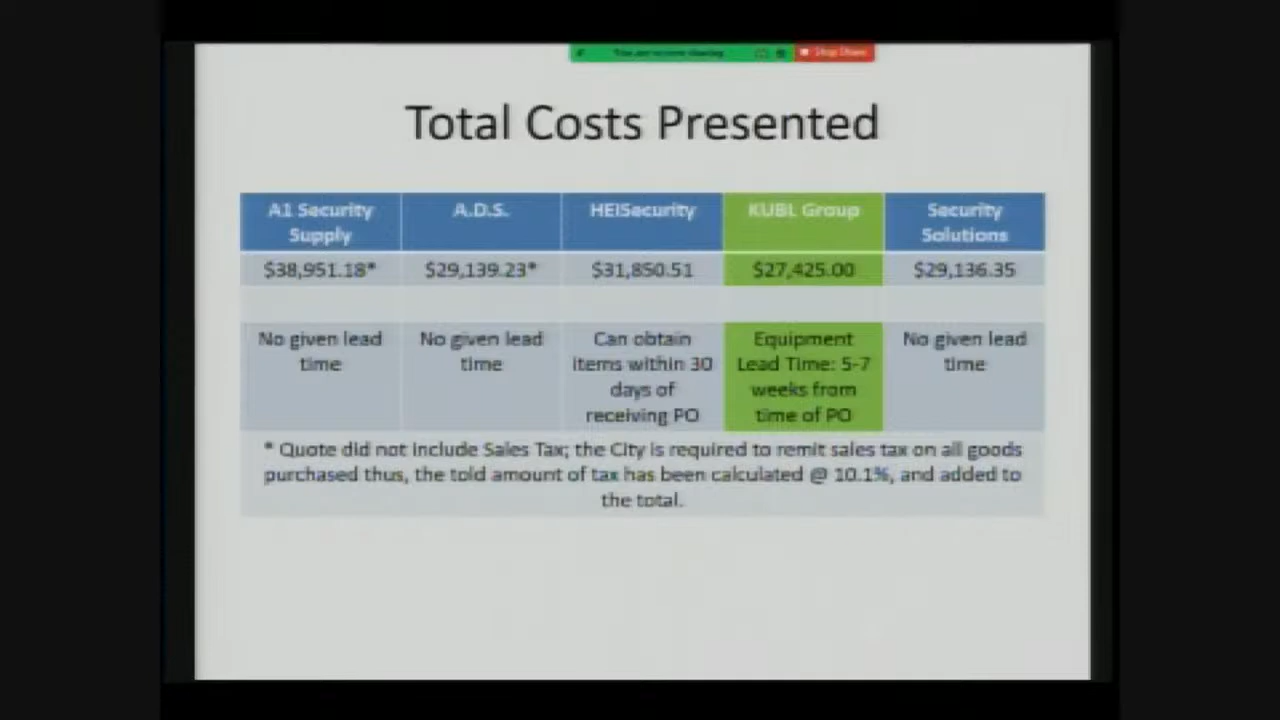 Stop Share
Total Costs Presented
A1 Security
Supply
A.D.S.
HEISecurity
KUBL Group
Security
Solutions
$38,951.18*
$29,139.23*
$31,850.51
$27,425.00
$29,136.35
No given lead
time
No given lead
time
Can obtain
items within 30
days of
receiving PO
Equipment
Lead Time: 5-7
weeks from
time of PO
No given lead
time
* Quote did not include Sales Tax; the City is required to remit sales tax on all goods
purchased thus, the told amount of tax has been calculated @ 10.1%, and added to
the total.